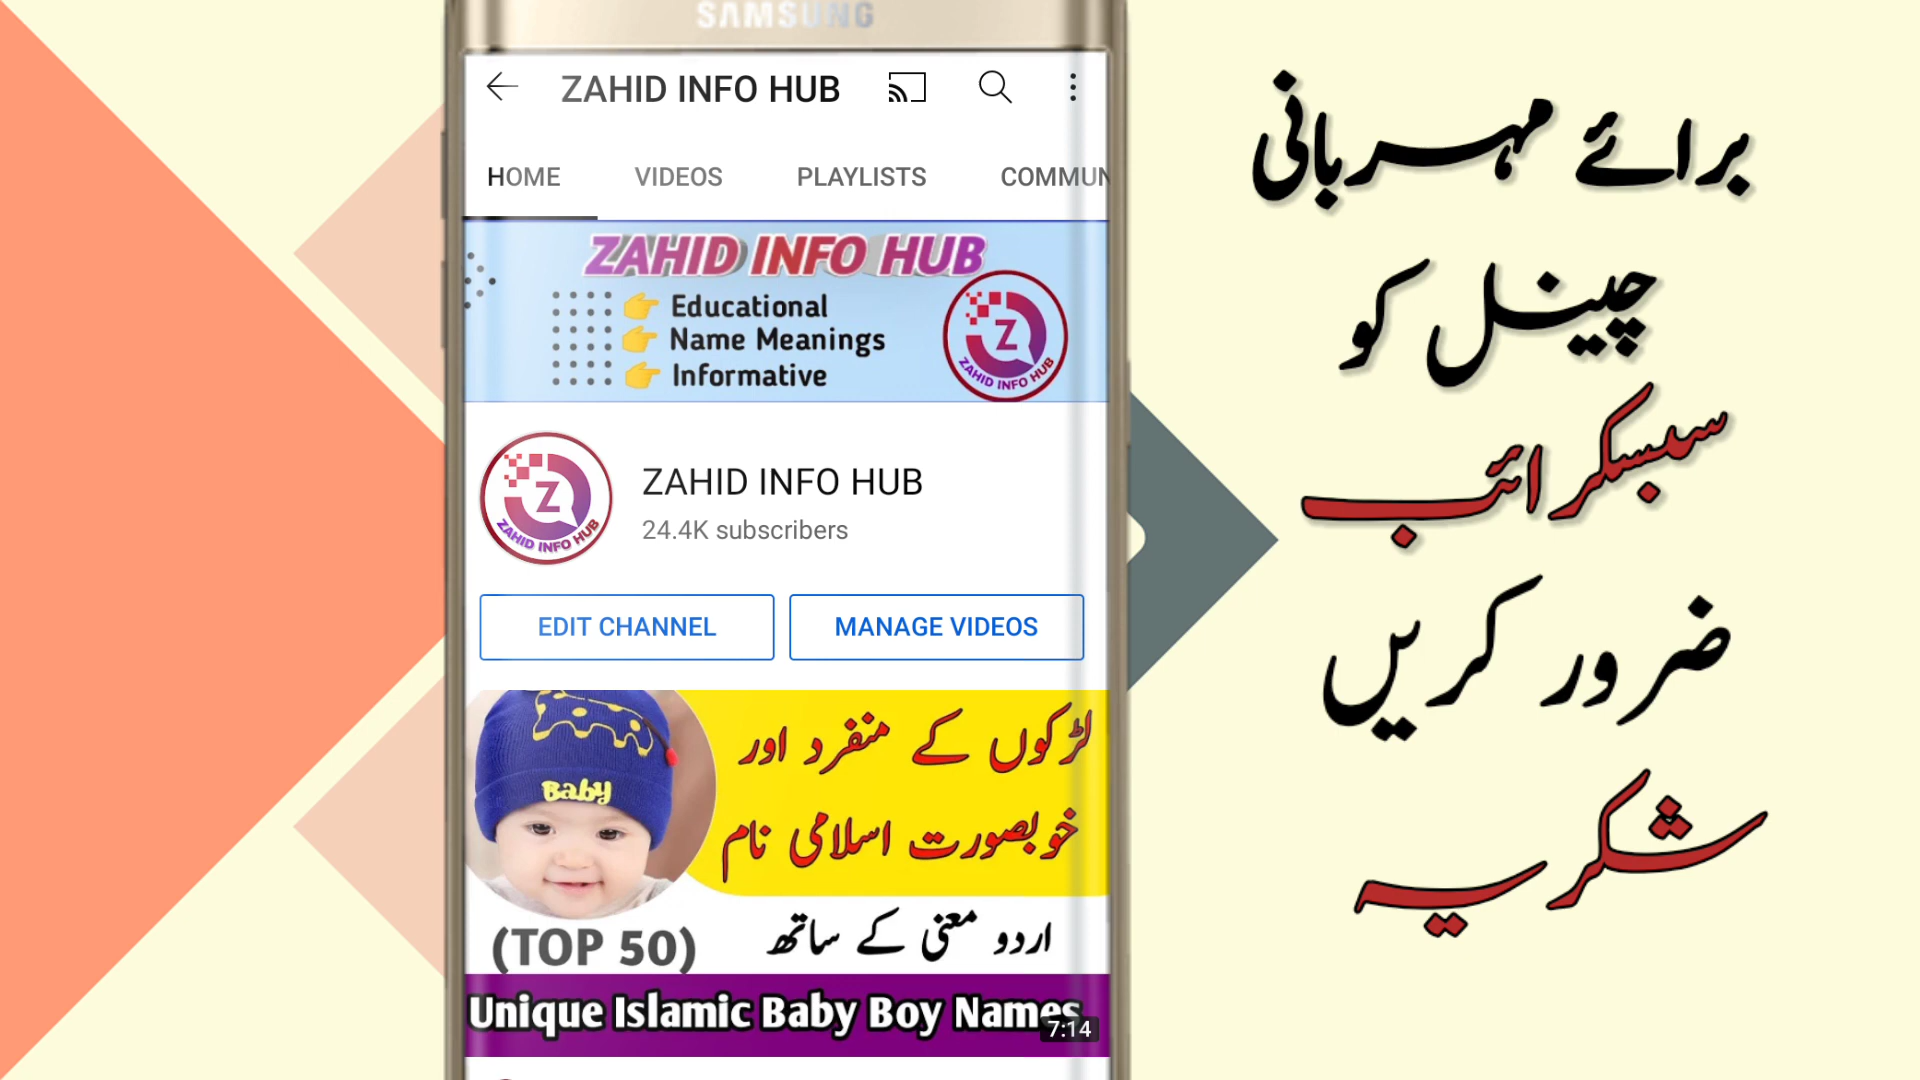 SAMSUNG
ZAHID INFO HUB
HOME VIDEOS PLAYLISTS COMMUN
ZAHID INFO HUB
👉 Educational
👉 Name Meanings
👉 Informative
Z
ZAHID INFO HUB
Z
ZAHID INFO HUB
ZAHID INFO HUB
24.4K subscribers
EDIT CHANNEL MANAGE VIDEOS
Baby
لڑکوں کے منفرد اور
خوبصورت اسلامی نام
اردو معنی کے ساتھ
(TOP 50)
Unique Islamic Baby Boy Names
7:14
برائے مہربانی
چینل کو
سبسکرائب
ضرور کریں
شکریہ